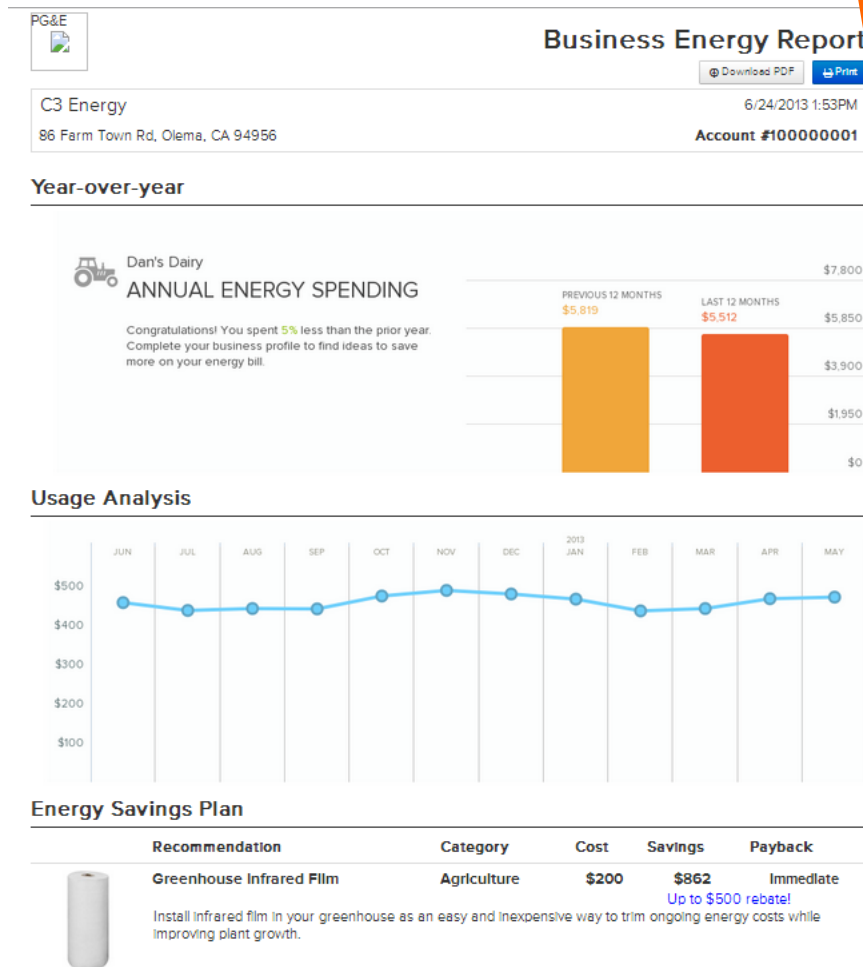 PG&E
Business Energy Report
Download PDF
Print
C3 Energy
6/24/2013 1:53PM
86 Farm Town Rd, Olema, CA 94956
Account #100000001
Year-over-year
Dan's Dairy
ANNUAL ENERGY SPENDING
Congratulations! You spent 5% less than the prior year.
Complete your business profile to find ideas to save
more on your energy bill.
PREVIOUS 12 MONTHS
$5,819
LAST 12 MONTHS
$5,512
$7,800
$5,850
$3,900
$1,950
$0
Usage Analysis
JUN JUL AUG SEP OCT NOV DEC 2013 JAN FEB MAR APR MAY
$500
$400
$300
$200
$100
Energy Savings Plan
Recommendation Category Cost Savings Payback
Greenhouse Infrared Film Agriculture $200 $862 Immediate
Up to $500 rebate!
Install infrared film in your greenhouse as an easy and inexpensive way to trim ongoing energy costs while
improving plant growth.